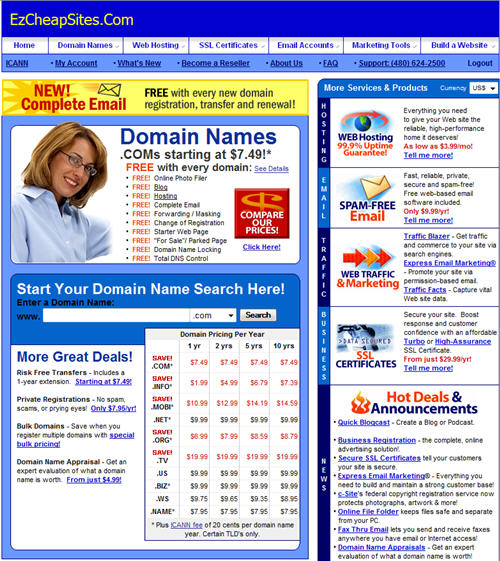 EzCheapSites.Com
Home Domain Names Web Hosting SSL Certificates Email Accounts Marketing Tools Build a Website
ICANN • My Account • What's New • Become a Reseller • About Us • FAQ • Support: (480) 624-2500 Logout
NEW!
Complete Email
FREE with every new domain
registration, transfer and renewal!
Domain Names
.COMs starting at $7.49!*
FREE with every domain: See Details
• FREE! Online Photo Filer
• FREE! Blog
• FREE! Hosting
• FREE! Complete Email
• FREE! Forwarding / Masking
• FREE! Change of Registration
• FREE! Starter Web Page
• FREE! "For Sale"/ Parked Page
• FREE! Domain Name Locking
• FREE! Total DNS Control
COMPARE
OUR
PRICES!
Click Here!
Start Your Domain Name Search Here!
Enter a Domain Name:
www. .com Search
More Great Deals!
Risk Free Transfers - Includes a
1-year extension. Starting at $7.49!
Private Registrations - No spam,
scams, or prying eyes! Only $7.95/yr!
Bulk Domains - Save when you
register multiple domains with special
bulk pricing!
Domain Name Appraisal - Get an
expert evaluation of what a domain
name is worth. From just $4.99!
Domain Pricing Per Year
1 yr 2 yrs 5 yrs 10 yrs
SAVE!
.COM* $7.49 $7.49 $7.49 $7.49
SAVE!
.INFO* $1.99 $4.99 $6.79 $7.39
SAVE!
.MOBI* $10.99 $12.99 $14.19 $14.59
.NET* $9.99 $9.99 $9.99 $9.99
SAVE!
.ORG* $6.99 $7.99 $8.59 $8.79
SAVE!
.TV $19.99 $19.99 $19.99 $19.99
.US $9.99 $9.99 $9.99 $9.99
.BIZ* $9.99 $9.99 $9.99 $9.99
.WS $9.75 $9.65 $9.35 $8.95
.NAME* $7.95 $7.95 $7.95 $7.95
* Plus ICANN fee of 20 cents per domain name
year. Certain TLD's only.
More Services & Products Currency US$
HOSTING
WEB Hosting
99.9% Uptime
Guarantee!
Everything you need
to give your Web site the
reliable, high-performance
home it deserves!
As low as $3.99/mo!
Tell me more!
EMAIL
SPAM-FREE
Email
Fast, reliable, private,
secure and spam-free!
Free web-based email
software included.
Only $9.99/yr!
Tell me more!
TRAFFIC
WEB TRAFFIC
& Marketing
Traffic Blazer - Get traffic
and commerce to your site via
search engines.
Express Email Marketing®
- Promote your site via
permission-based email.
Traffic Facts - Capture vital
Web site data.
BUSINESS
>DATA SECURED
SSL
CERTIFICATES
Secure your site. Boost
response and customer
confidence with an affordable
Turbo or High-Assurance
SSL Certificate.
From just $29.99/yr!
Tell me more!
NEWS
Hot Deals &
Announcements
• Quick Blogcast - Create a Blog or Podcast.
• Business Registration - the complete, online
advertising solution!
• Secure SSL Certificates tell your customers
your site is secure.
• Express Email Marketing® - Everything you
need to build and maintain a strong customer base!
• c-Site's federal copyright registration service now
protects photographs, artwork & more!
• Online File Folder keeps files safe and separate
from your PC.
• Fax Thru Email lets you send and receive faxes
anywhere you have email or Internet access!
• Domain Name Appraisals - Get an expert
evaluation of what a domain name is worth!